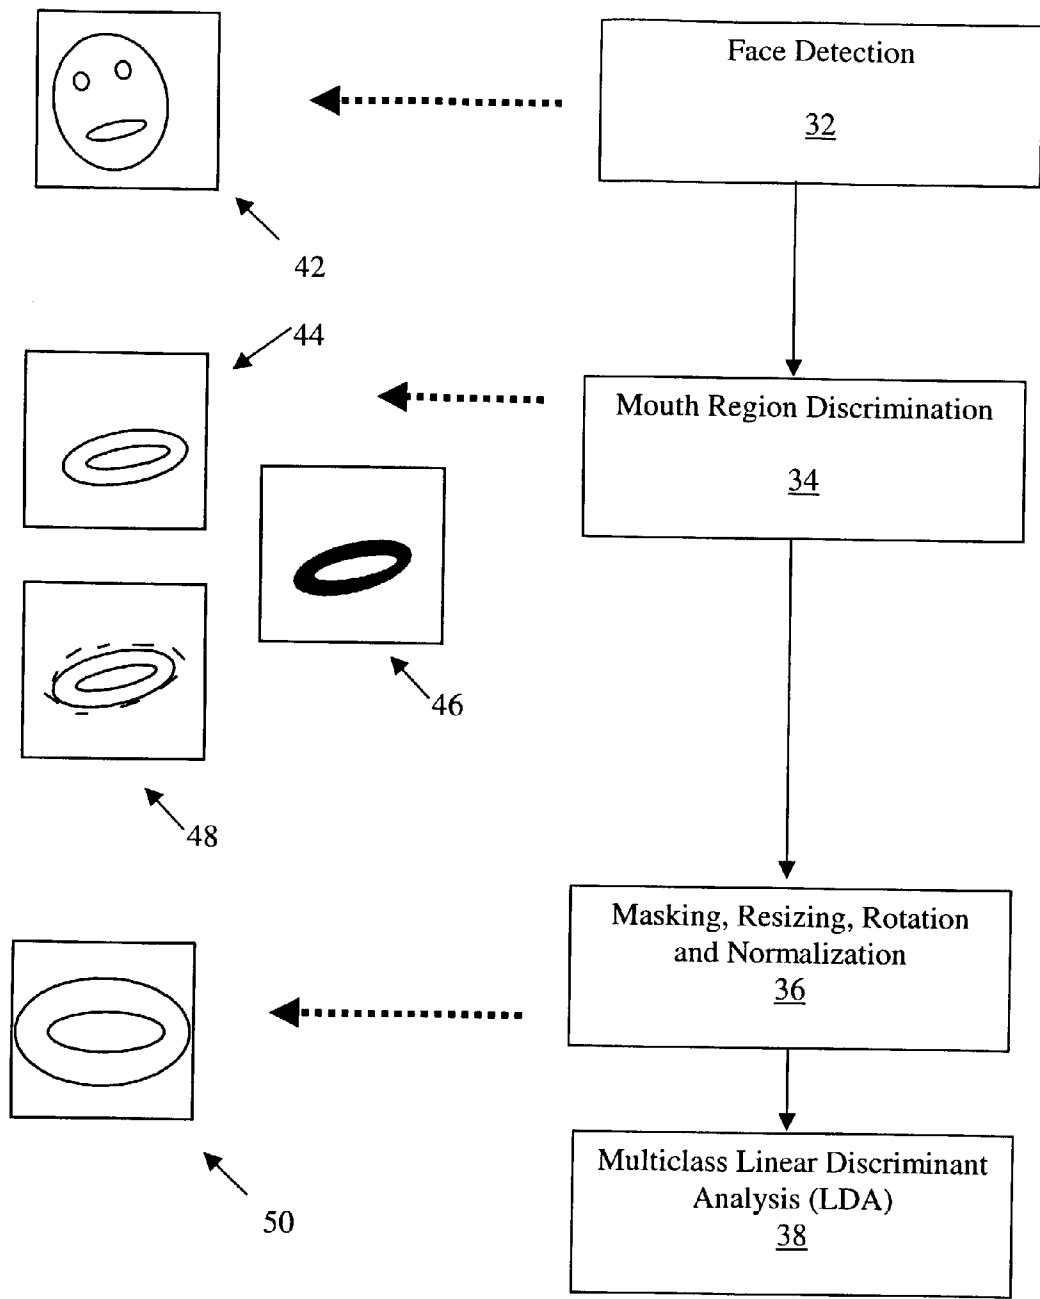 Face Detection
32
42
44
Mouth Region Discrimination
34
46
48
Masking, Resizing, Rotation
and Normalization
36
50
Multiclass Linear Discriminant
Analysis (LDA)
38